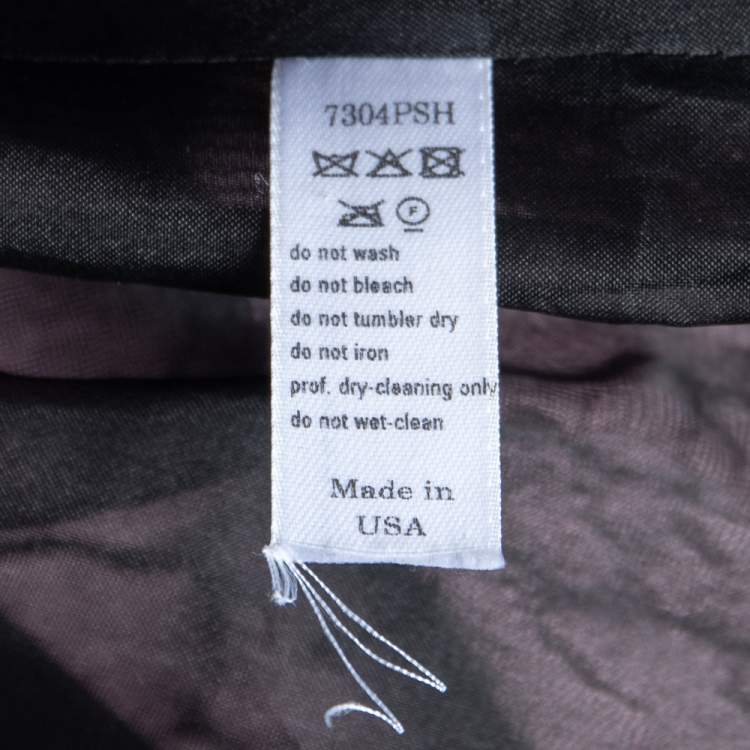 7304PSH
F
do not wash
do not bleach
do not tumbler dry
do not iron
prof. dry-cleaning only
do not wet-clean
Made in
USA